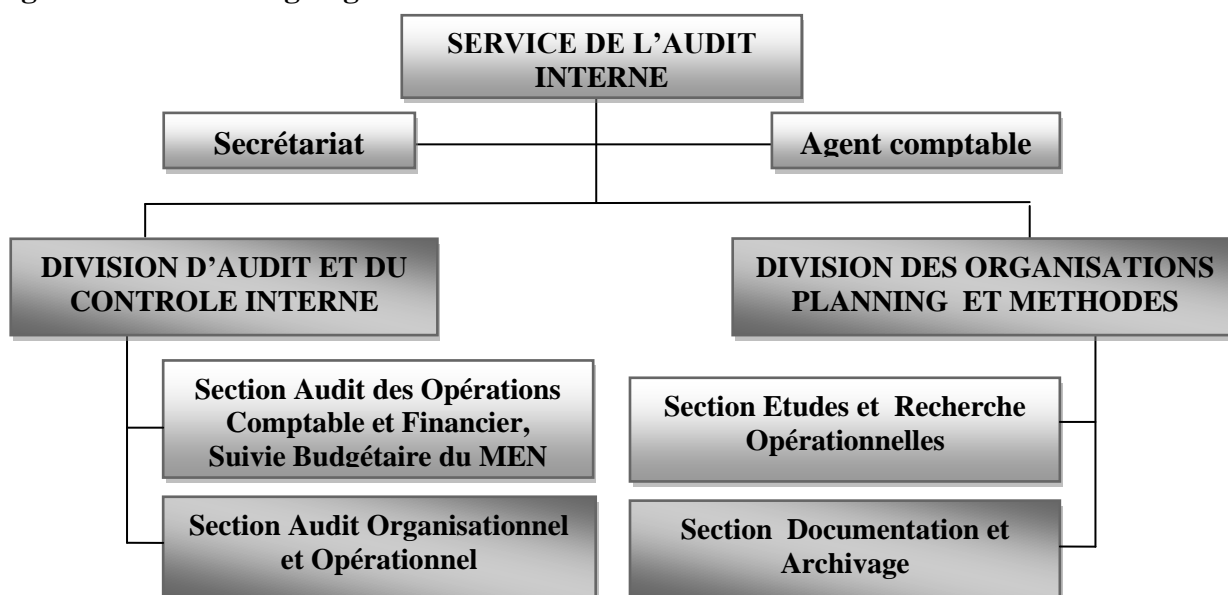 SERVICE DE L’AUDIT
INTERNE
Secrétariat
Agent comptable
DIVISION D’AUDIT ET DU
CONTROLE INTERNE
DIVISION DES ORGANISATIONS
PLANNING ET METHODES
Section Audit des Opérations
Comptable et Financier,
Suivie Budgétaire du MEN
Section Etudes et Recherche
Opérationnelles
Section Audit Organisationnel
et Opérationnel
Section Documentation et
Archivage